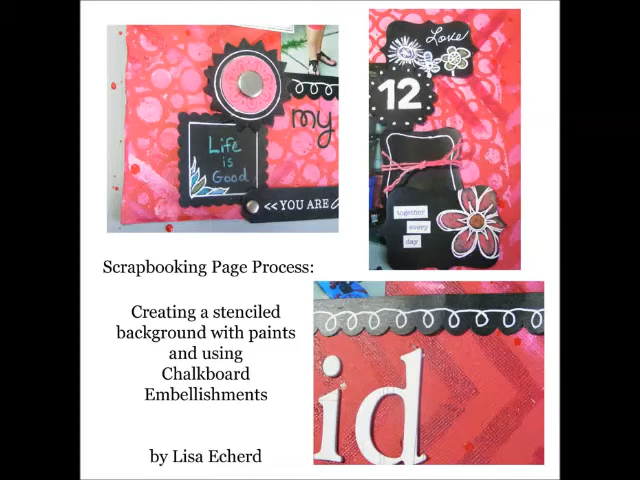 my
Life
is
Good
<< YOU ARE
Love
12
together
every
day
Scrapbooking Page Process:
Creating a stenciled
background with paints
and using
Chalkboard
Embellishments
by Lisa Echerd
id